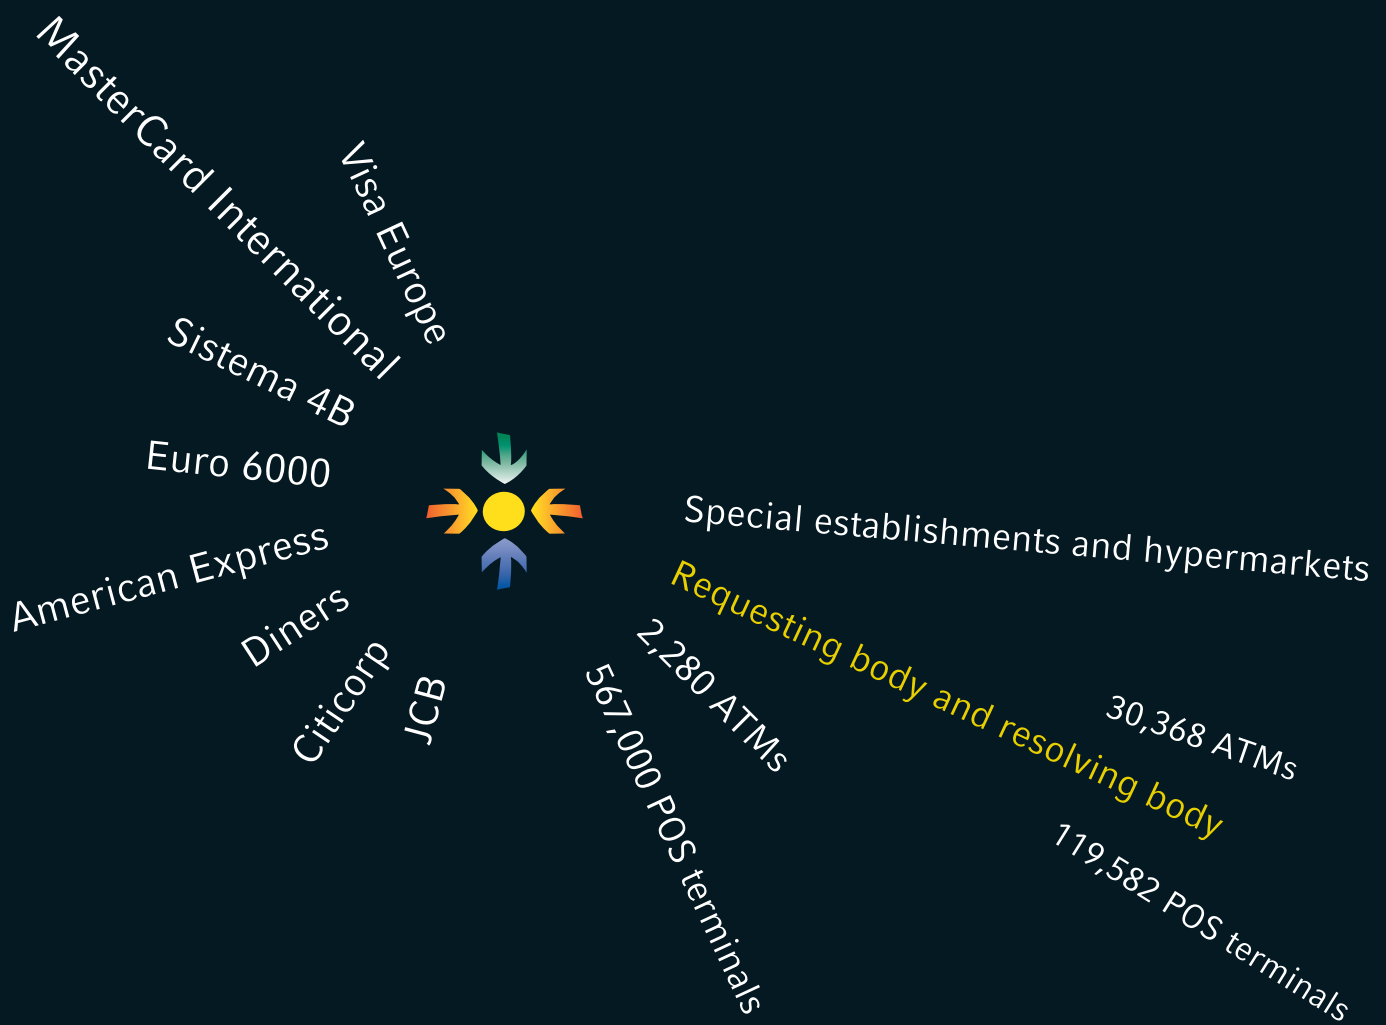 MasterCard International
Visa Europe
Sistema 4B
Euro 6000
American Express
Diners
Citicorp
JCB
Special establishments and hypermarkets
Requesting body and resolving body
2,280 ATMs
567,000 POS terminals
30,368 ATMs
119,582 POS terminals